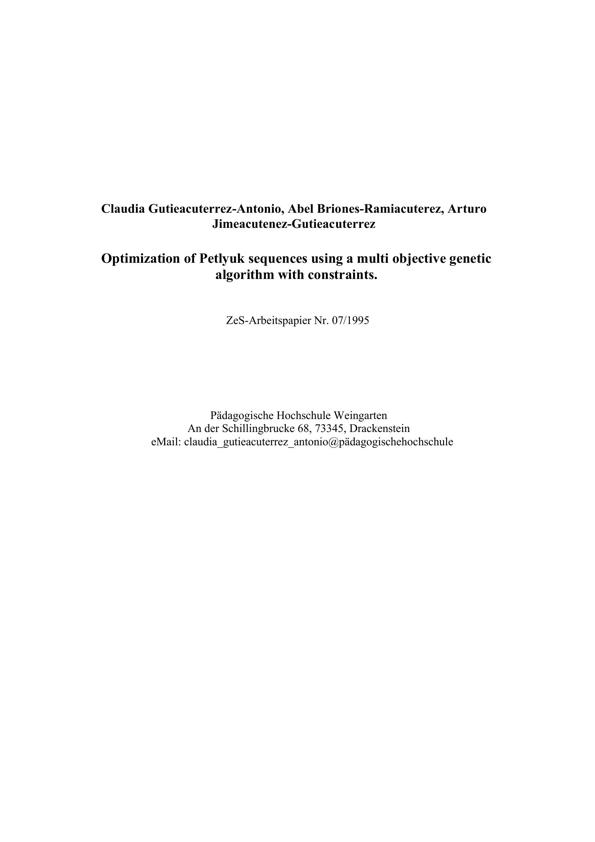 Claudia Gutieacuterrez-Antonio, Abel Briones-Ramiacuterez, Arturo
Jimeacutenez-Gutieacuterrez
Optimization of Petlyuk sequences using a multi objective genetic
algorithm with constraints.
ZeS-Arbeitspapier Nr. 07/1995
Pädagogische Hochschule Weingarten
An der Schillingbrucke 68, 73345, Drackenstein
eMail: claudia_gutieacuterrez_antonio@pädagogischehochschule